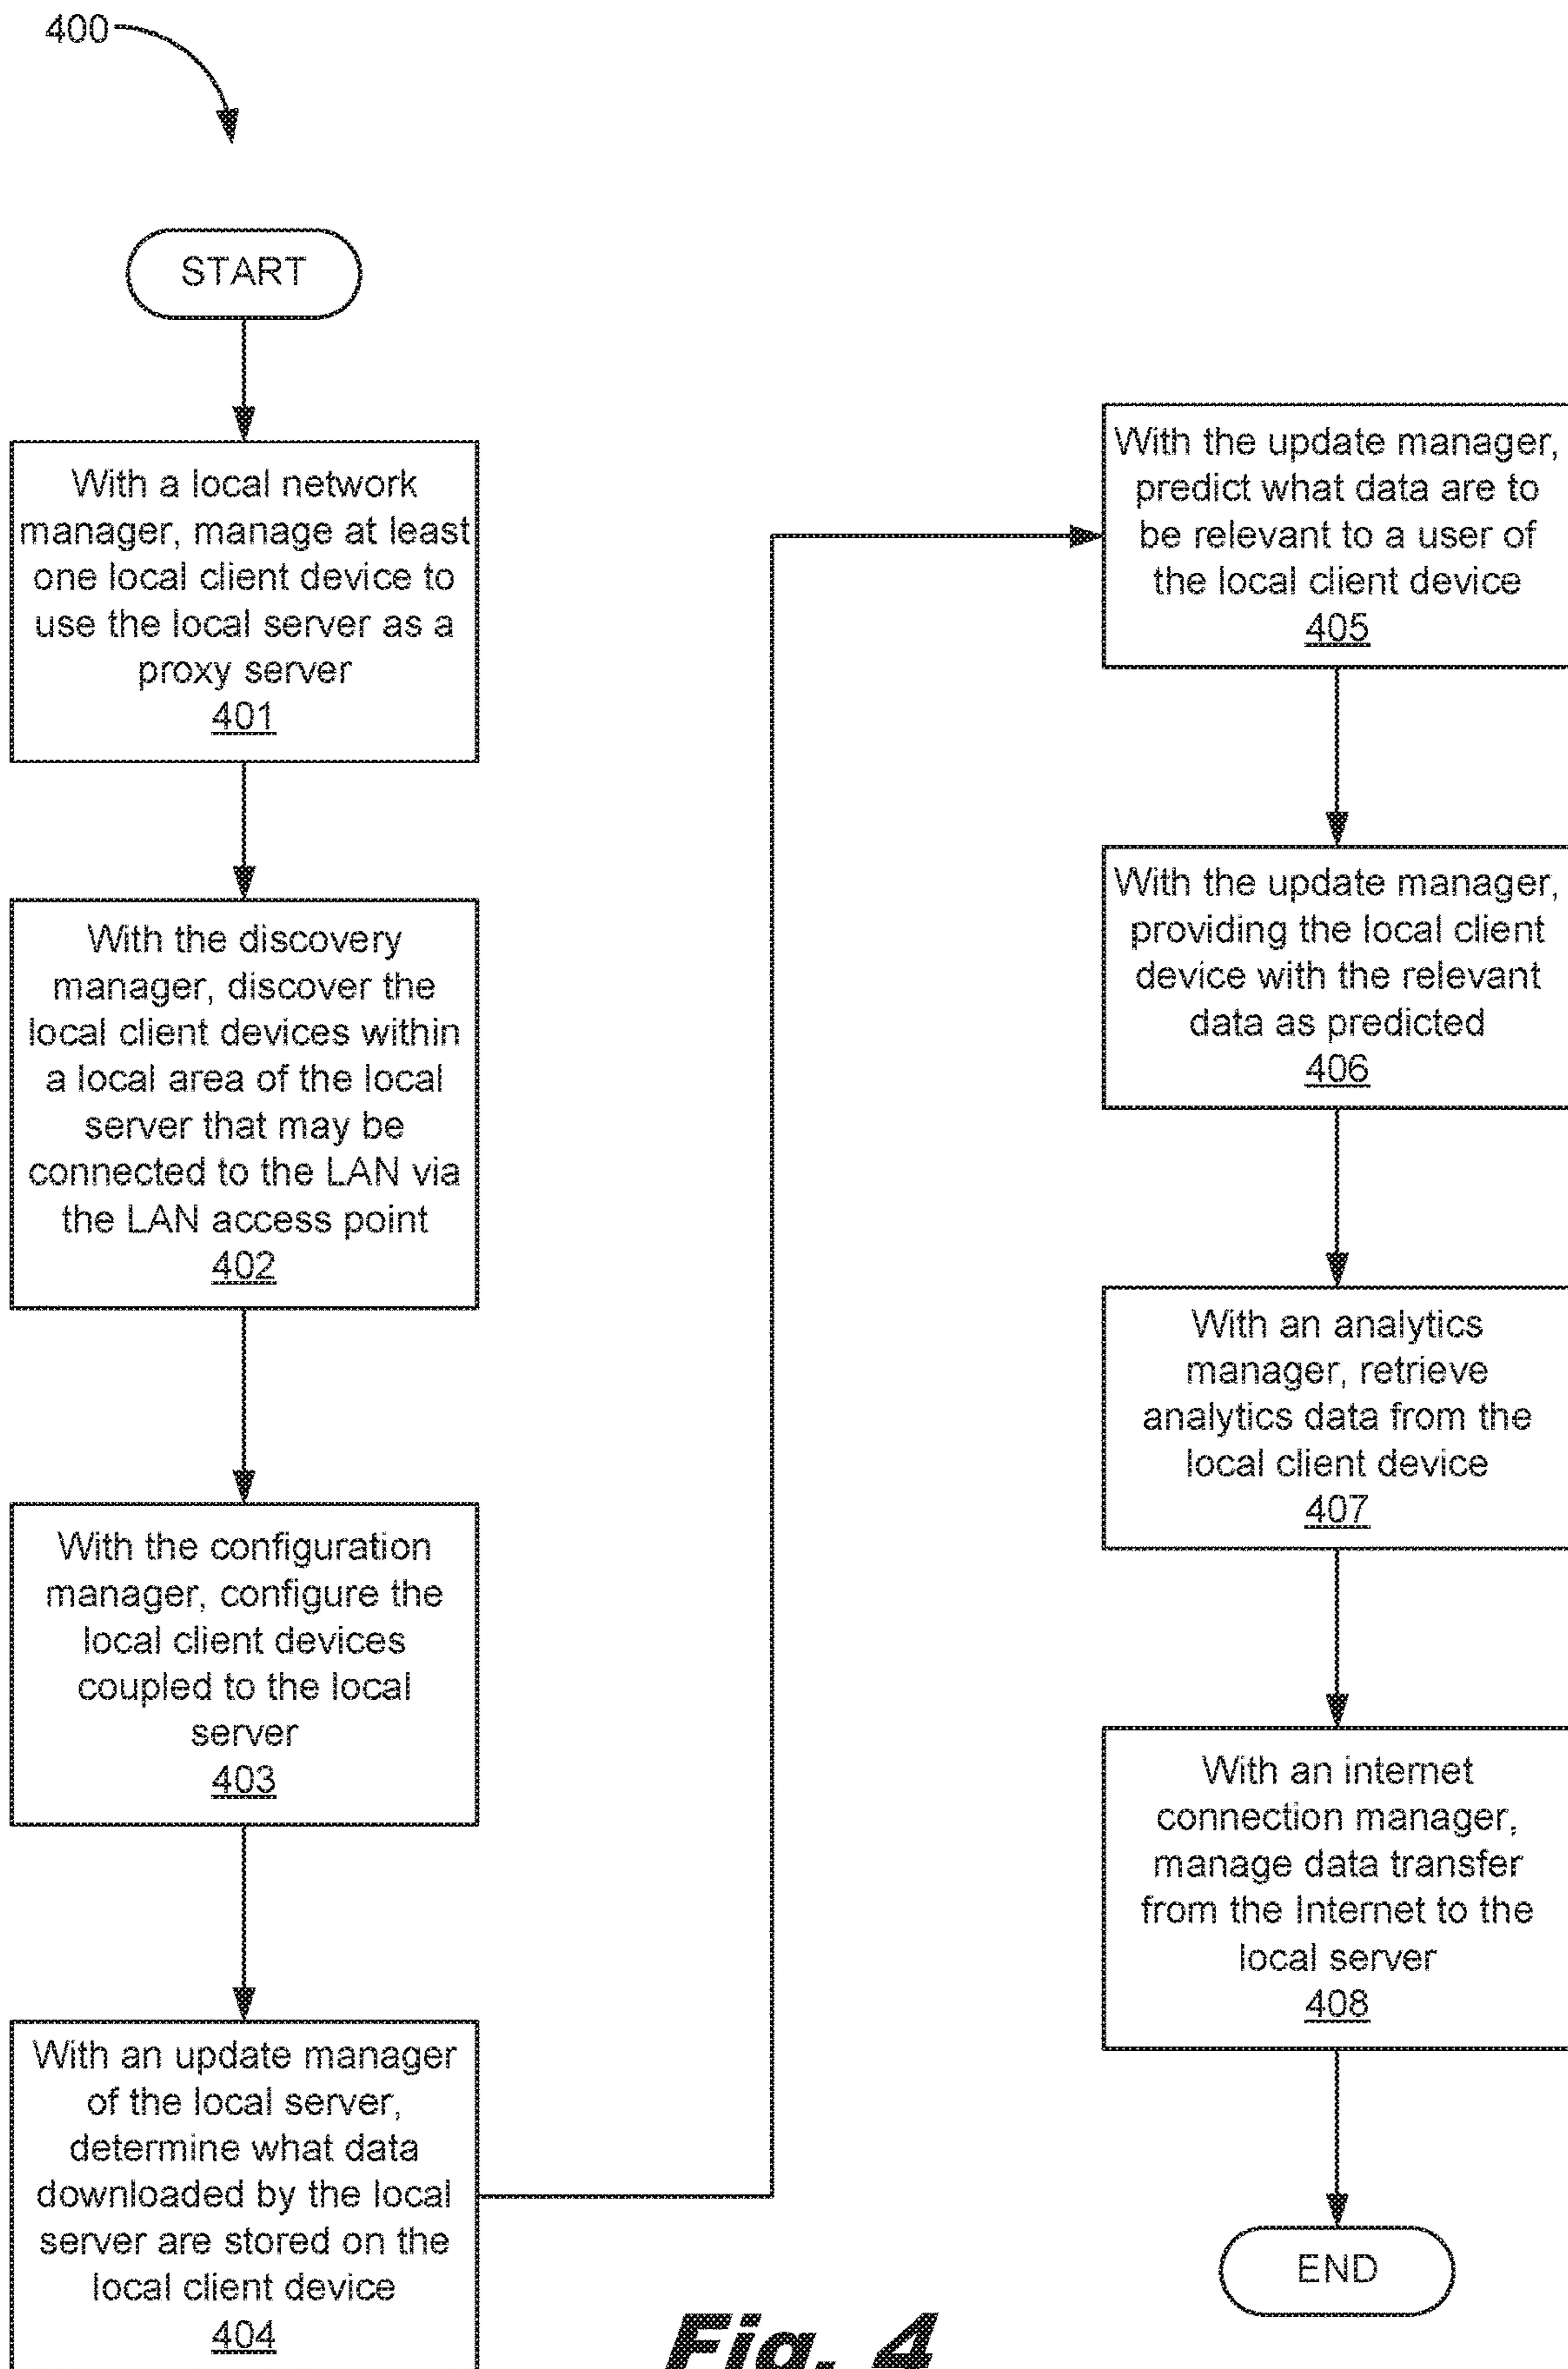 400
START
With a local network
manager, manage at least
one local client device to
use the local server as a
proxy server
401
With the discovery
manager, discover the
local client devices within
a local area of the local
server that may be
connected to the LAN via
the LAN access point
402
With the configuration
manager, configure the
local client devices
coupled to the local
server
403
With an update manager
of the local server,
determine what data
downloaded by the local
server are stored on the
local client device
404
With the update manager,
predict what data are to
be relevant to a user of
the local client device
405
With the update manager,
providing the local client
device with the relevant
data as predicted
406
With an analytics
manager, retrieve
analytics data from the
local client device
407
With an internet
connection manager,
manage data transfer
from the Internet to the
local server
408
END
Fig. 4